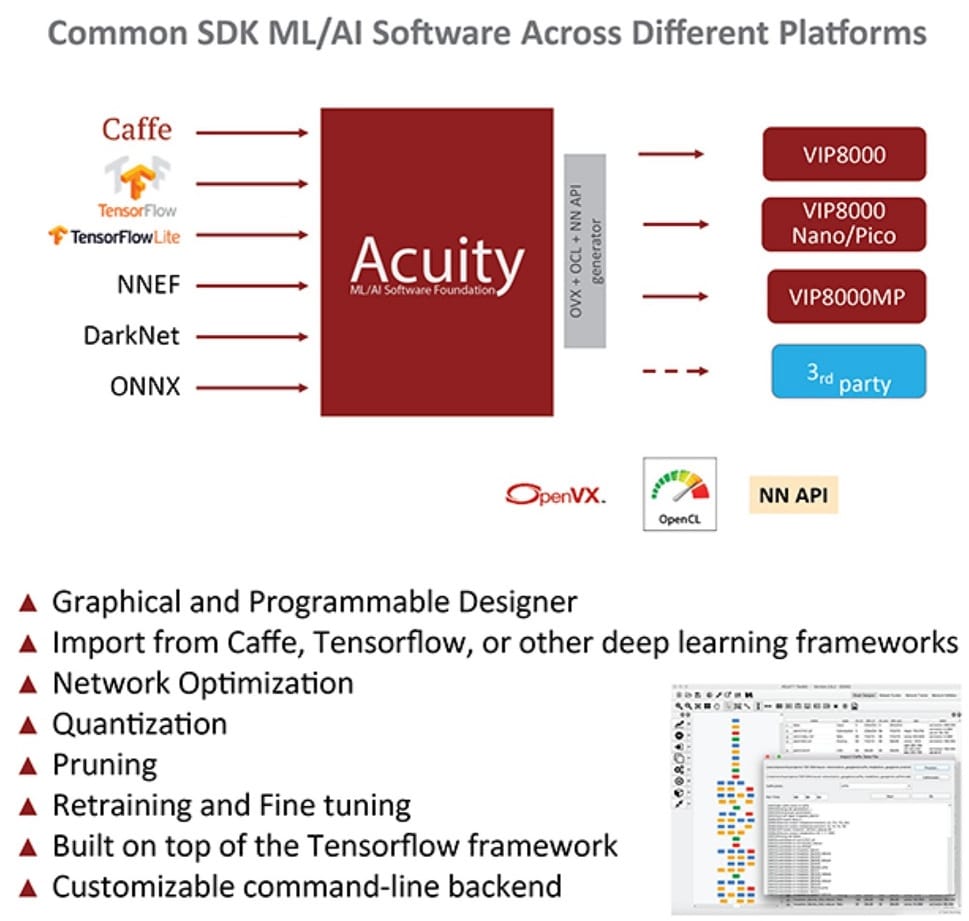 Common SDK ML/AI Software Across Different Platforms
Caffe
TensorFlow
TensorFlowLite
NNEF
DarkNet
ONNX
Acuity
ML/AI Software Foundation
OVX + OCL + NN API
generator
VIP8000
VIP8000
Nano/Pico
VIP8000MP
3rd party
OpenVX.
OpenCL
NN API
▲ Graphical and Programmable Designer
▲ Import from Caffe, Tensorflow, or other deep learning frameworks
▲ Network Optimization
▲ Quantization
▲ Pruning
▲ Retraining and Fine tuning
▲ Built on top of the Tensorflow framework
▲ Customizable command-line backend